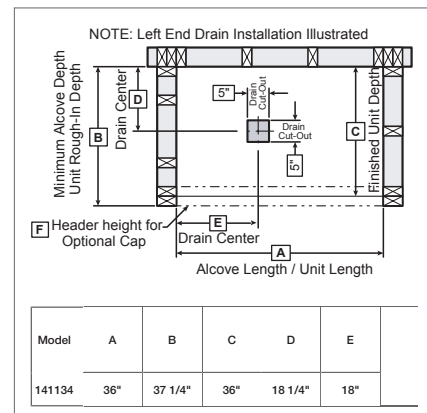 NOTE: Left End Drain Installation Illustrated
Minimum Alcove Depth
Unit Rough-In Depth
B
Drain Center
D
5"
Drain
Cut-Out
Drain
Cut-Out
5"
C
Finished Unit Depth
F Header height for
Optional Cap
E
Drain Center
A
Alcove Length / Unit Length
Model A B C D E
141134 36" 37 1/4" 36" 18 1/4" 18"